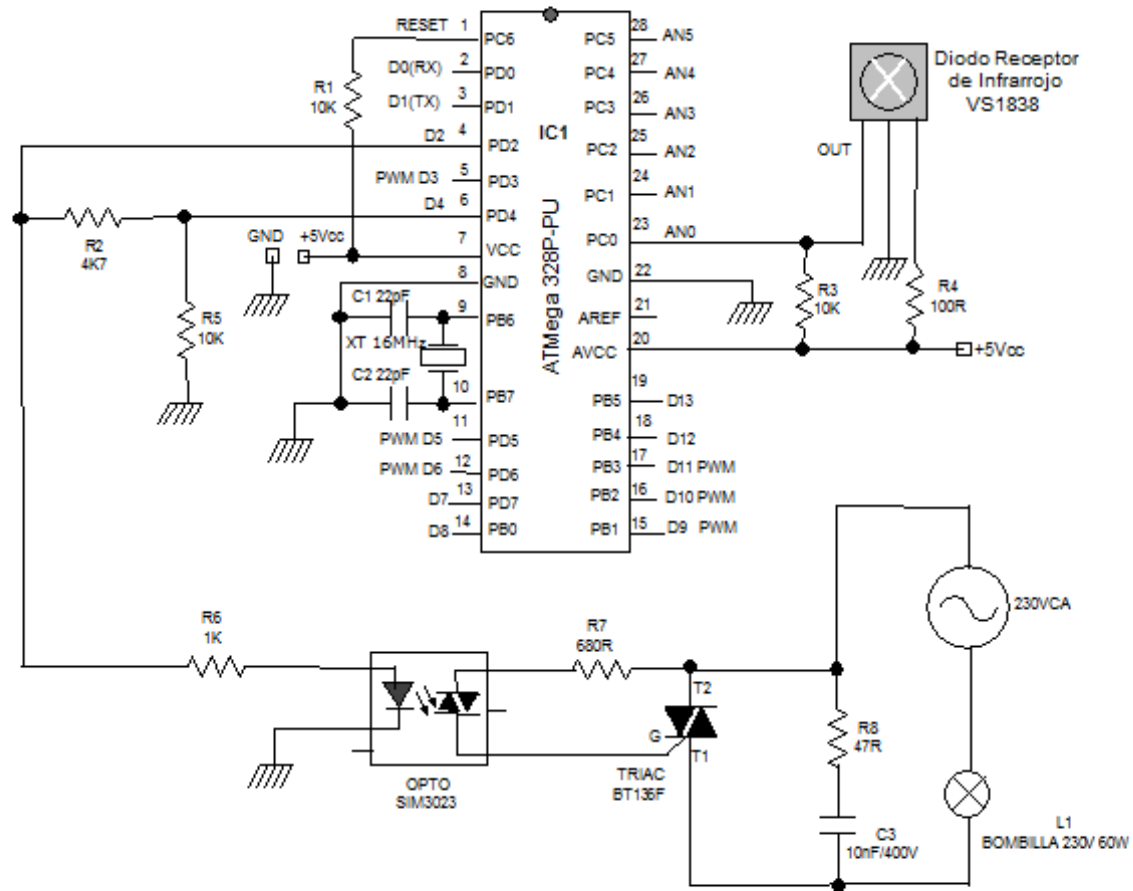 RESET 1 PC6
D0(RX) 2 PD0
D1(TX) 3 PD1
D2 4 PD2
PWM D3 5 PD3
D4 6 PD4
7 VCC
8 GND
9 PB6
10 PB7
PWM D5 11 PD5
PWM D6 12 PD6
D7 13 PD7
D8 14 PB0
IC1
ATMega 328P-PU
PC5 28 AN5
PC4 27 AN4
PC3 26 AN3
PC2 25 AN2
PC1 24 AN1
PC0 23 AN0
GND 22
AREF 21
AVCC 20
PB5 19 D13
PB4 18 D12
PB3 17 D11 PWM
PB2 16 D10 PWM
PB1 15 D9 PWM
R1
10K
R2
4K7
GND
+5Vcc
R5
10K
C1 22pF
XT 16MHz
C2 22pF
Diodo Receptor
de Infrarrojo
VS1838
OUT
R3
10K
R4
100R
+5Vcc
R6
1K
OPTO
SIM3023
R7
680R
T2
G
T1
TRIAC
BT136F
R8
47R
C3
10nF/400V
230VCA
L1
BOMBILLA 230V 60W